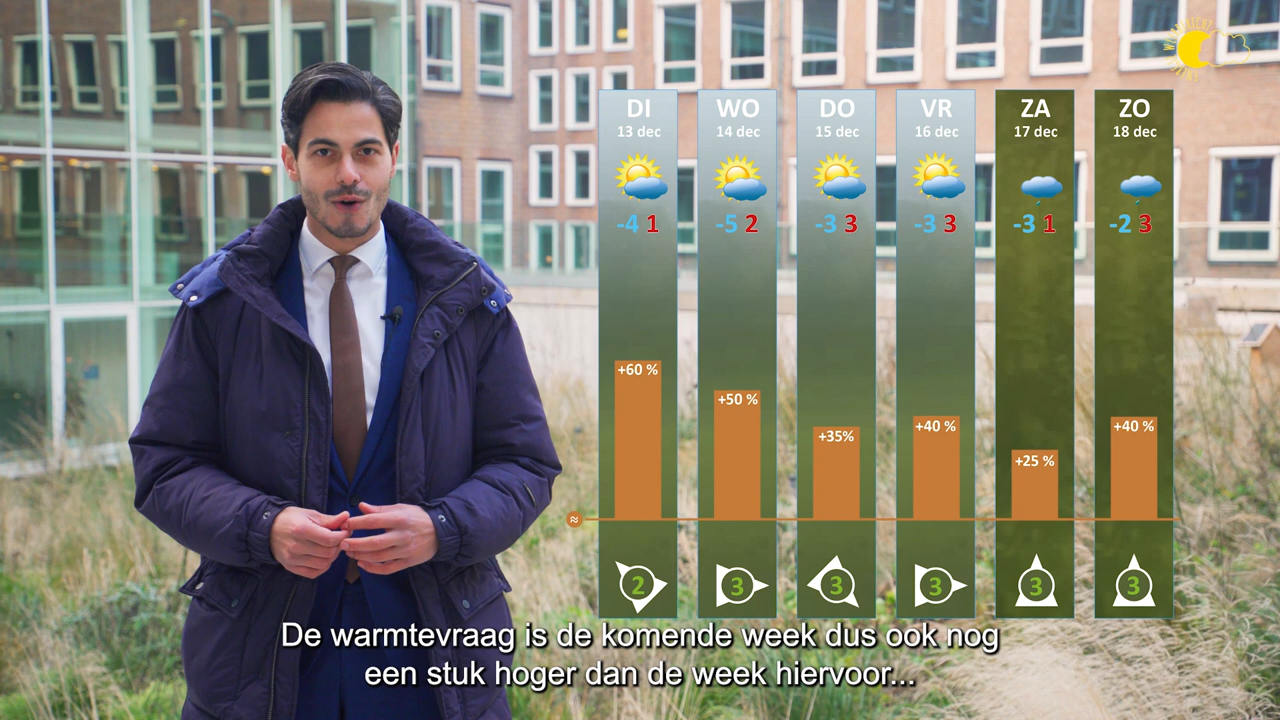 DI
13 dec
-4 1
+60 %
2
WO
14 dec
-5 2
+50 %
3
DO
15 dec
-3 3
+35%
3
VR
16 dec
-3 3
+40 %
3
ZA
17 dec
-3 1
+25 %
3
ZO
18 dec
-2 3
+40 %
3
≈
De warmtevraag is de komende week dus ook nog
een stuk hoger dan de week hiervoor...